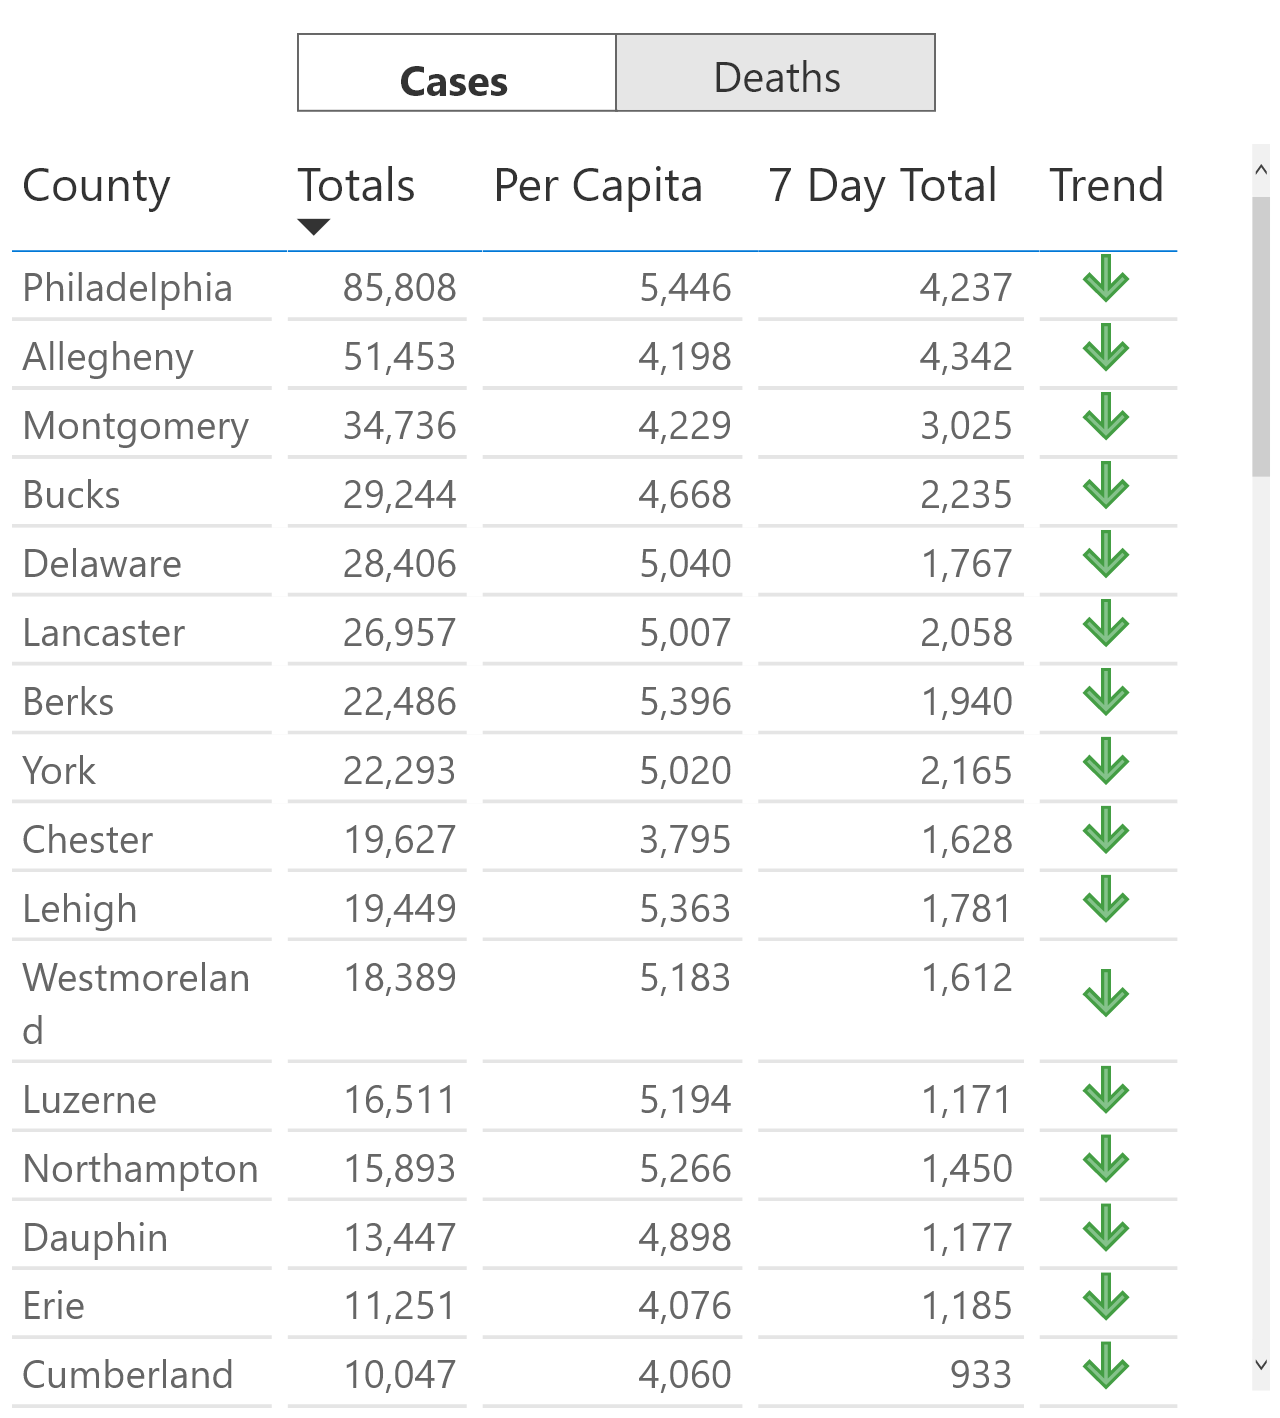 Cases Deaths
County Totals Per Capita 7 Day Total Trend
Philadelphia 85,808 5,446 4,237
Allegheny 51,453 4,198 4,342
Montgomery 34,736 4,229 3,025
Bucks 29,244 4,668 2,235
Delaware 28,406 5,040 1,767
Lancaster 26,957 5,007 2,058
Berks 22,486 5,396 1,940
York 22,293 5,020 2,165
Chester 19,627 3,795 1,628
Lehigh 19,449 5,363 1,781
Westmorelan 18,389 5,183 1,612
d
Luzerne 16,511 5,194 1,171
Northampton 15,893 5,266 1,450
Dauphin 13,447 4,898 1,177
Erie 11,251 4,076 1,185
Cumberland 10,047 4,060 933